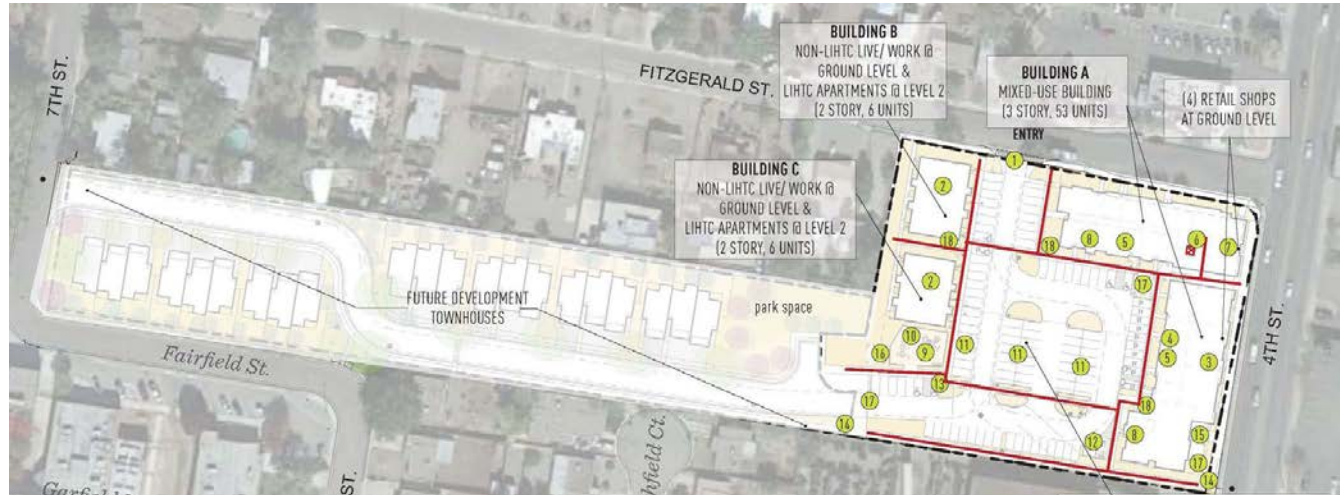 BUILDING B
NON-LIHTC LIVE/ WORK @
GROUND LEVEL &
LIHTC APARTMENTS @ LEVEL 2
(2 STORY, 6 UNITS)
BUILDING A
MIXED-USE BUILDING
(3 STORY, 53 UNITS)
(4) RETAIL SHOPS
AT GROUND LEVEL
ENTRY
7TH ST.
FITZGERALD ST.
BUILDING C
NON-LIHTC LIVE/ WORK @
GROUND LEVEL &
LIHTC APARTMENTS @ LEVEL 2
(2 STORY, 6 UNITS)
1
2
18
18
8
5
6
7
2
17
FUTURE DEVELOPMENT
TOWNHOUSES
park space
10
9
16
11
11
11
4
5
3
4TH ST.
Fairfield St.
13
17
14
18
8
12
15
17
14
ST.